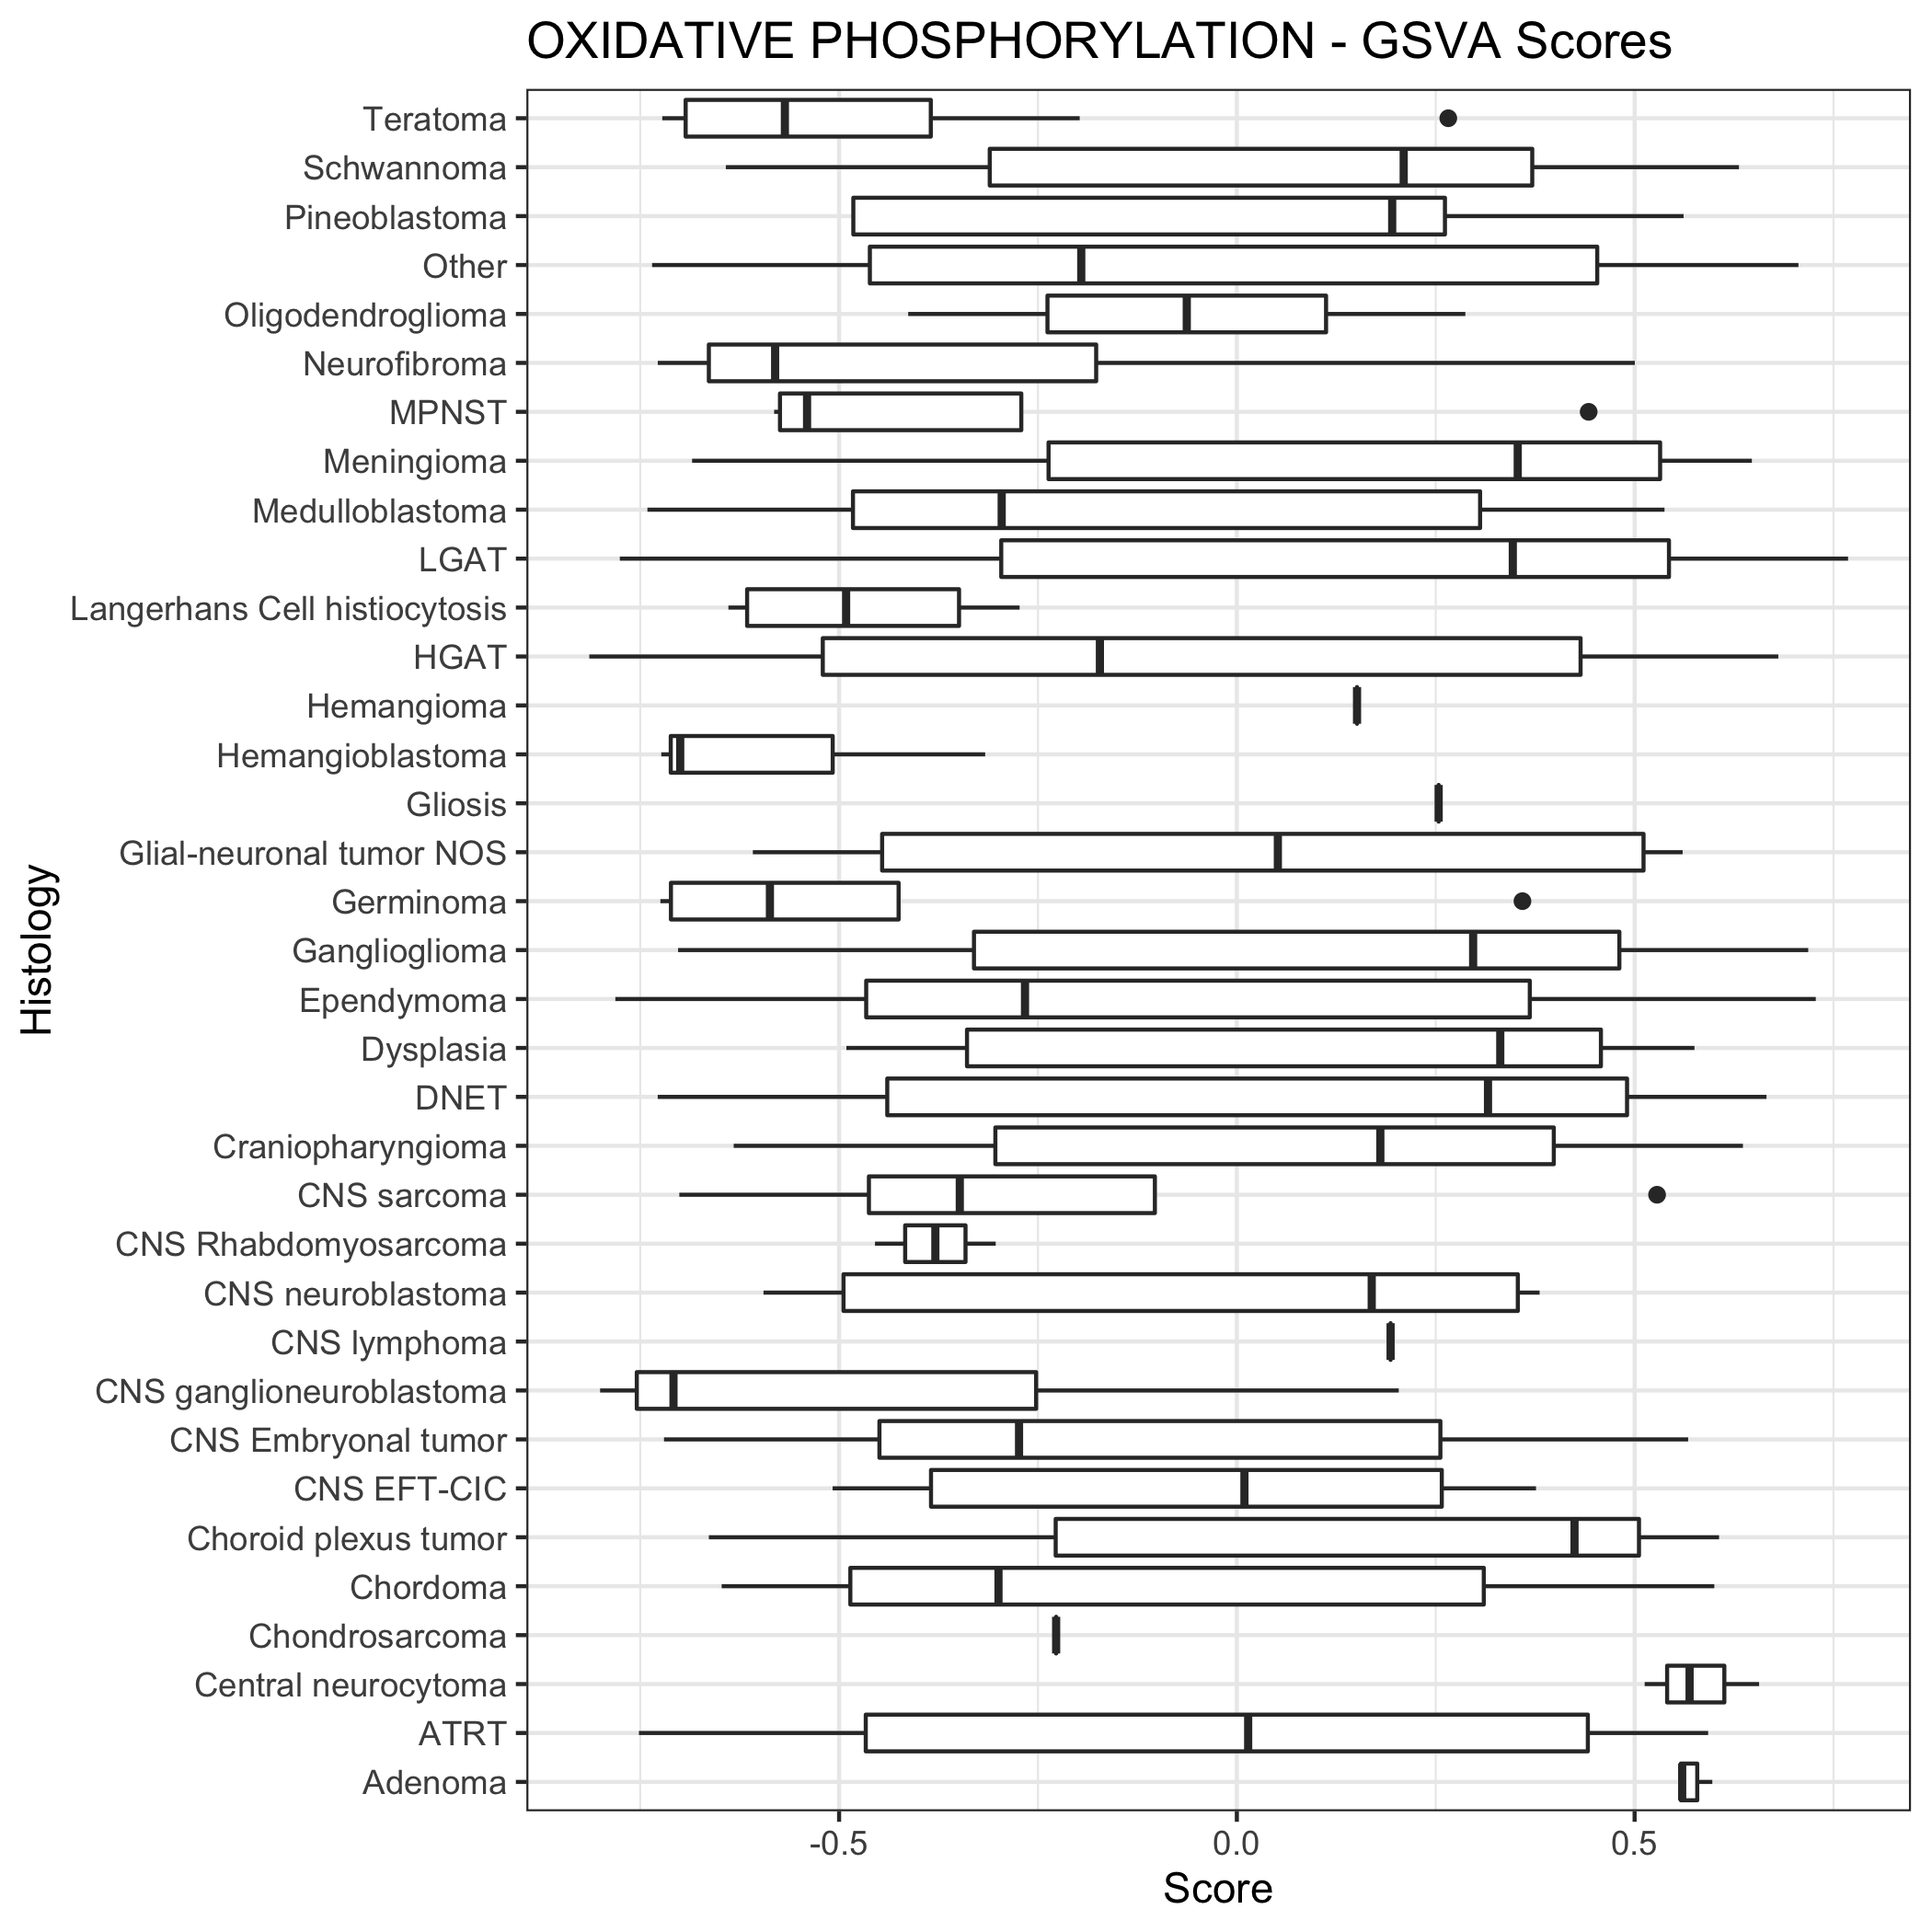 OXIDATIVE PHOSPHORYLATION - GSVA Scores
Teratoma
Schwannoma
Pineoblastoma
Other
Oligodendroglioma
Neurofibroma
MPNST
Meningioma
Medulloblastoma
LGAT
Langerhans Cell histiocytosis
HGAT
Hemangioma
Hemangioblastoma
Gliosis
Glial-neuronal tumor NOS
Germinoma
Ganglioglioma
Ependymoma
Dysplasia
DNET
Craniopharyngioma
CNS sarcoma
CNS Rhabdomyosarcoma
CNS neuroblastoma
CNS lymphoma
CNS ganglioneuroblastoma
CNS Embryonal tumor
CNS EFT-CIC
Choroid plexus tumor
Chordoma
Chondrosarcoma
Central neurocytoma
ATRT
Adenoma
Histology
-0.5 0.0 0.5
Score